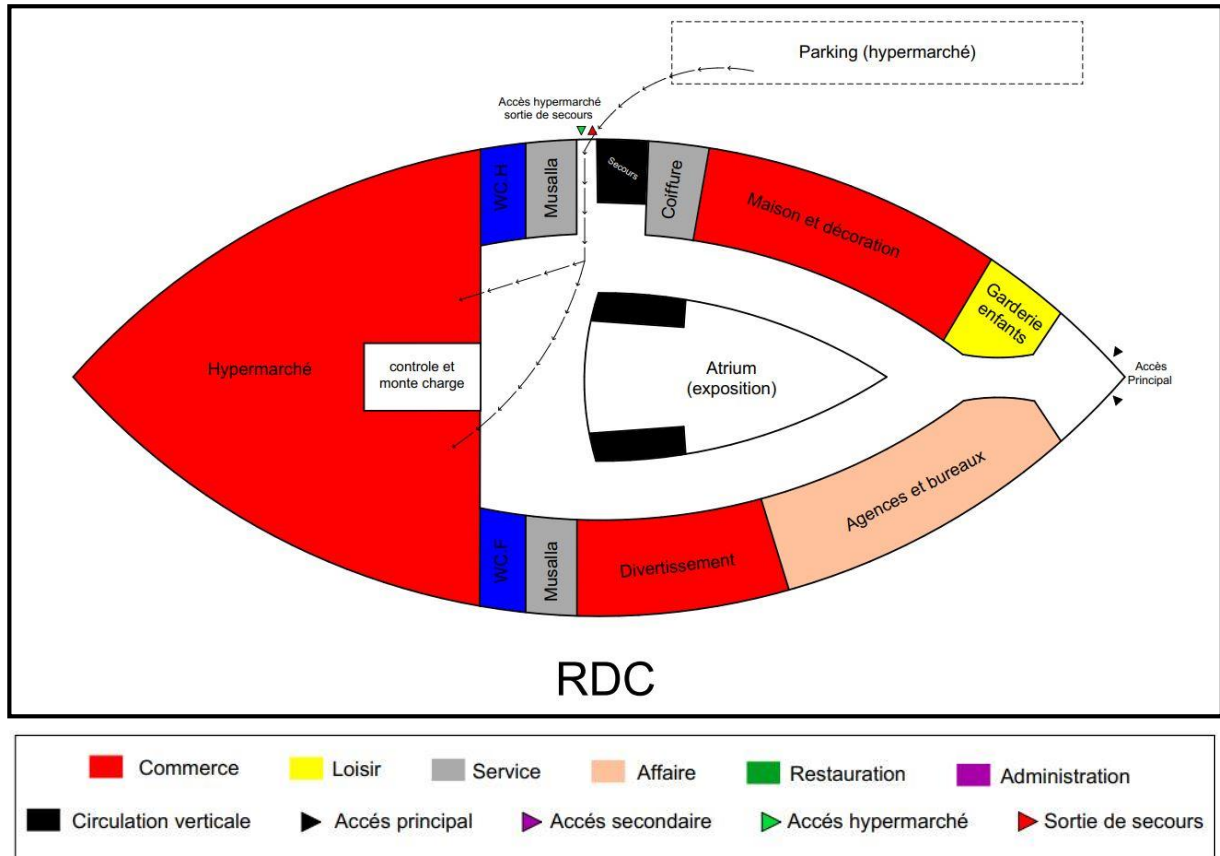 Parking (hypermarché)
Accès hypermarché
sortie de secours
WC.H
Musalla
Secours
Coiffure
Maison et décoration
Garderie
enfants
Hypermarché
controle et
monte charge
Atrium
(exposition)
Accès
Principal
WC.F
Musalla
Divertissement
Agences et bureaux
RDC
Commerce
Loisir
Service
Affaire
Restauration
Administration
Circulation verticale
Accés principal
Accés secondaire
Accés hypermarché
Sortie de secours